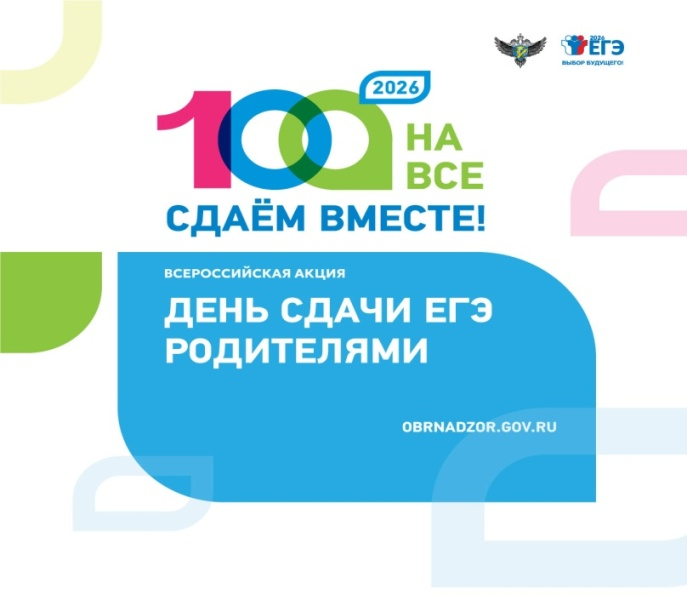 2026
ЕГЭ
ВЫБОР БУДУЩЕГО!
2026
100 НА
ВСЕ
СДАЁМ ВМЕСТЕ!
ВСЕРОССИЙСКАЯ АКЦИЯ
ДЕНЬ СДАЧИ ЕГЭ
РОДИТЕЛЯМИ
OBRNADZOR.GOV.RU